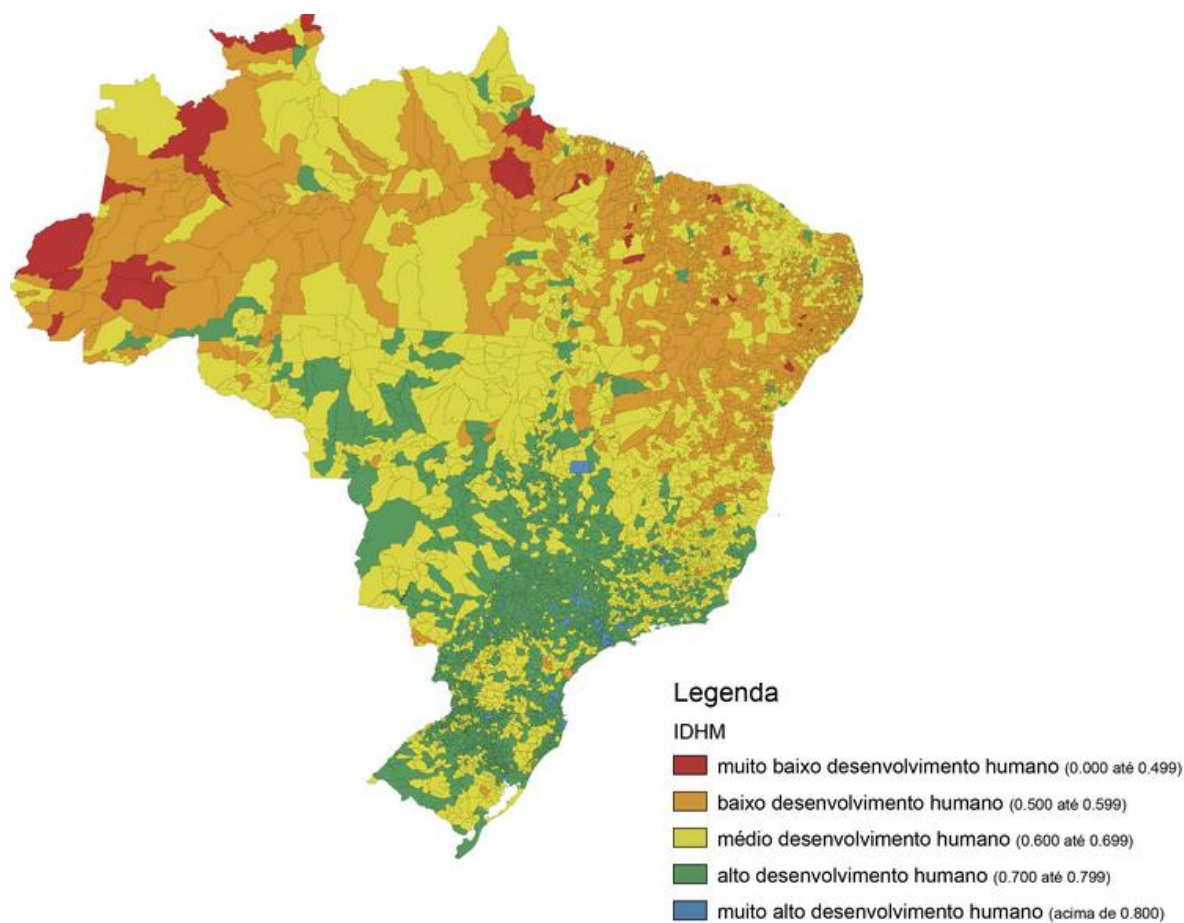 Legenda
IDHM
muito baixo desenvolvimento humano (0.000 até 0.499)
baixo desenvolvimento humano (0.500 até 0.599)
médio desenvolvimento humano (0.600 até 0.699)
alto desenvolvimento humano (0.700 até 0.799)
muito alto desenvolvimento humano (acima de 0.800)